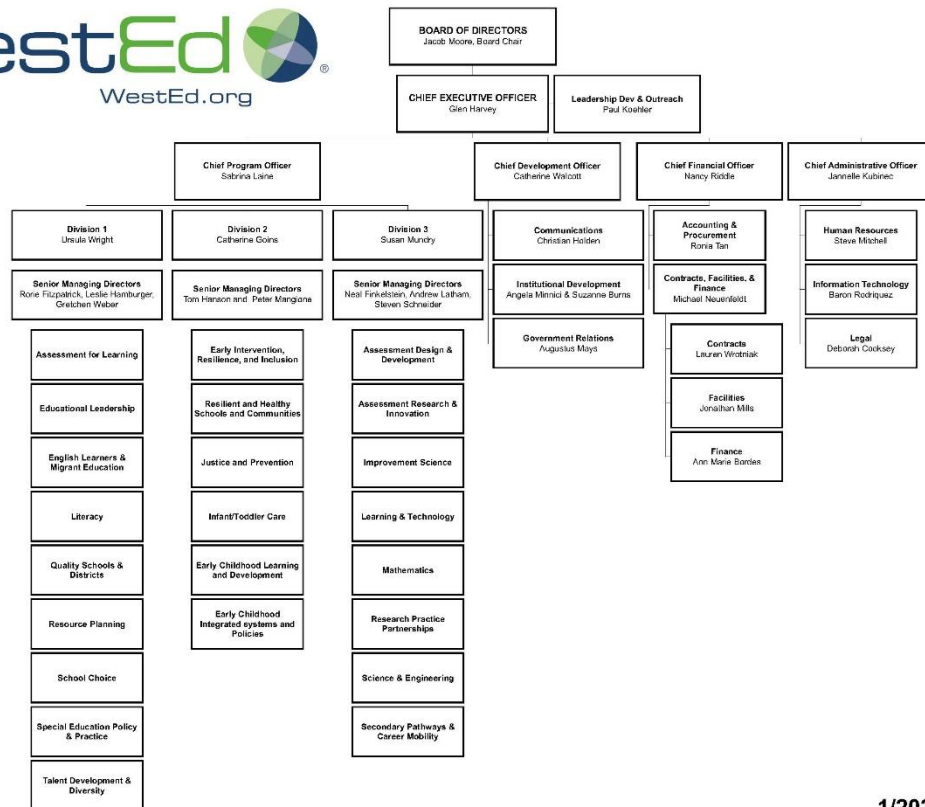 estEd
®
WestEd.org
BOARD OF DIRECTORS
Jacob Moore, Board Chair
CHIEF EXECUTIVE OFFICER
Glen Harvey
Leadership Dev & Outreach
Paul Koehler
Chief Program Officer
Sabrina Laine
Chief Development Officer
Catherine Walcott
Chief Financial Officer
Nancy Riddle
Chief Administrative Officer
Jannelle Kubinec
Division 1
Ursula Wright
Division 2
Catherine Goins
Division 3
Susan Mundry
Senior Managing Directors
Rorie Fitzpatrick, Leslie Hamburger,
Gretchen Weber
Senior Managing Directors
Tom Hanson and Peter Mangione
Senior Managing Directors
Neal Finkelstein, Andrew Latham,
Steven Schneider
Assessment for Learning
Educational Leadership
English Learners &
Migrant Education
Literacy
Quality Schools &
Districts
Resource Planning
School Choice
Special Education Policy
& Practice
Talent Development &
Diversity
Early Intervention,
Resilience, and Inclusion
Resilient and Healthy
Schools and Communities
Justice and Prevention
Infant/Toddler Care
Early Childhood Learning
and Development
Early Childhood
Integrated systems and
Policies
Assessment Design &
Development
Assessment Research &
Innovation
Improvement Science
Learning & Technology
Mathematics
Research Practice
Partnerships
Science & Engineering
Secondary Pathways &
Career Mobility
Communications
Christian Holden
Institutional Development
Angela Minnici & Suzanne Burns
Government Relations
Augustus Mays
Accounting &
Procurement
Ronia Tan
Contracts, Facilities, &
Finance
Michael Neuenfeldt
Contracts
Lauren Wrotniak
Facilities
Jonathan Mills
Finance
Ann Marie Bordes
Human Resources
Steve Mitchell
Information Technology
Baron Rodriquez
Legal
Deborah Cooksey
1/202